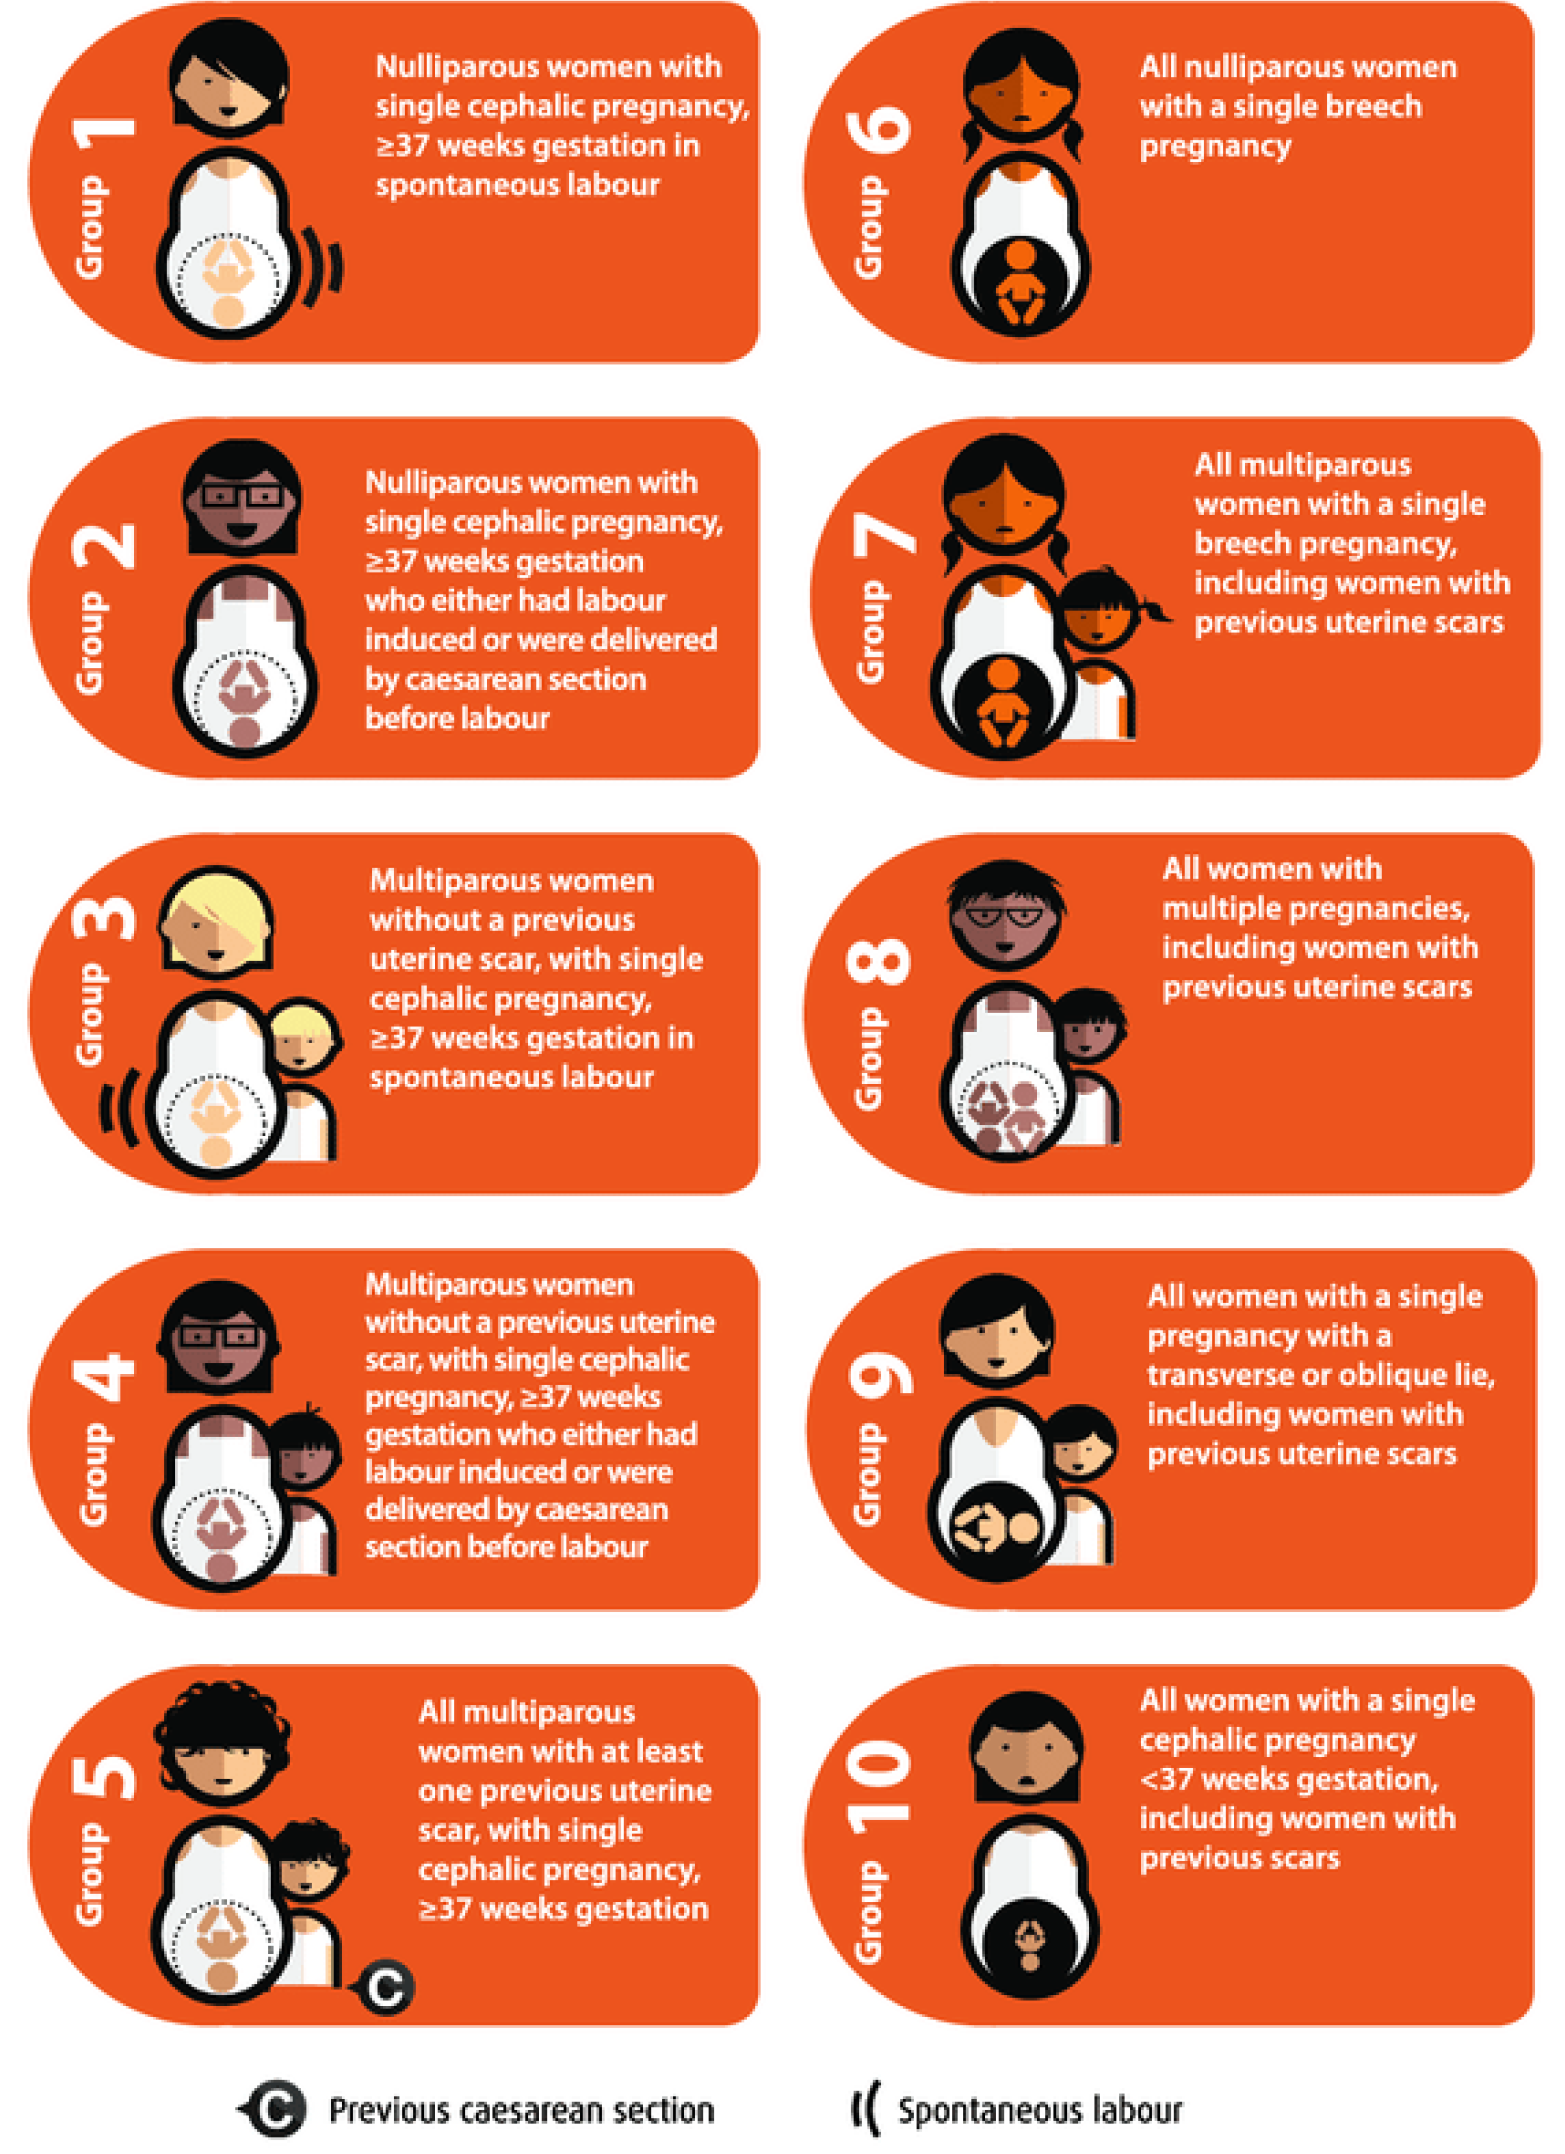 Group 1
Nulliparous women with
single cephalic pregnancy,
≥37 weeks gestation in
spontaneous labour
Group 2
Nulliparous women with
single cephalic pregnancy,
≥37 weeks gestation
who either had labour
induced or were delivered
by caesarean section
before labour
Group 3
Multiparous women
without a previous
uterine scar, with single
cephalic pregnancy,
≥37 weeks gestation in
spontaneous labour
Group 4
Multiparous women
without a previous uterine
scar, with single cephalic
pregnancy, ≥37 weeks
gestation who either had
labour induced or were
delivered by caesarean
section before labour
Group 5
All multiparous
women with at least
one previous uterine
scar, with single
cephalic pregnancy,
≥37 weeks gestation
C
Group 6
All nulliparous women
with a single breech
pregnancy
Group 7
All multiparous
women with a single
breech pregnancy,
including women with
previous uterine scars
Group 8
All women with
multiple pregnancies,
including women with
previous uterine scars
Group 9
All women with a single
pregnancy with a
transverse or oblique lie,
including women with
previous uterine scars
Group 10
All women with a single
cephalic pregnancy
<37 weeks gestation,
including women with
previous scars
C Previous caesarean section
Spontaneous labour